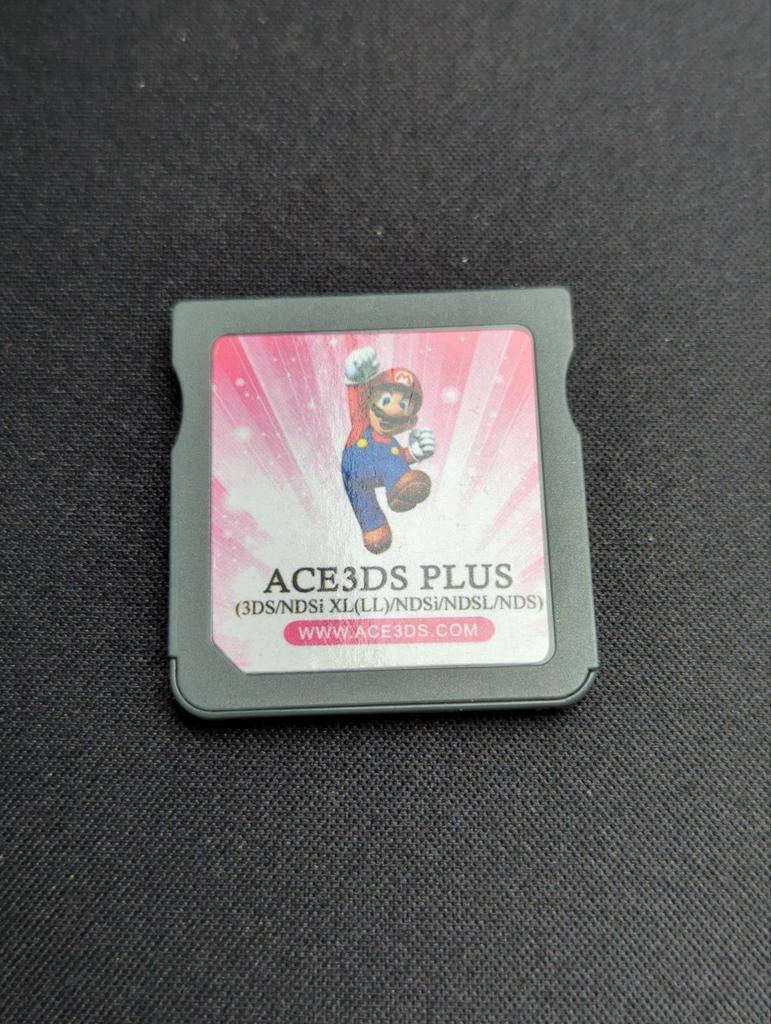 M
ACE3DS PLUS
(3DS/NDSi XL(LL)/NDSi/NDSL/NDS)
WWW.ACE3DS.COM